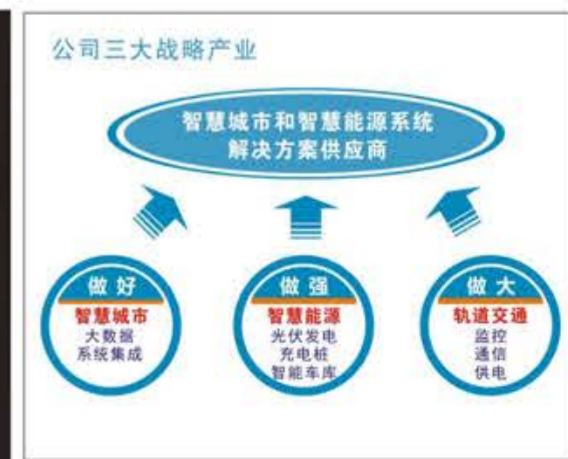 公司三大战略产业
智慧城市和智慧能源系统
解决方案供应商
做好
智慧城市
大数据
系统集成
做强
智慧能源
光伏发电
充电桩
智能车库
做大
轨道交通
监控
通信
供电